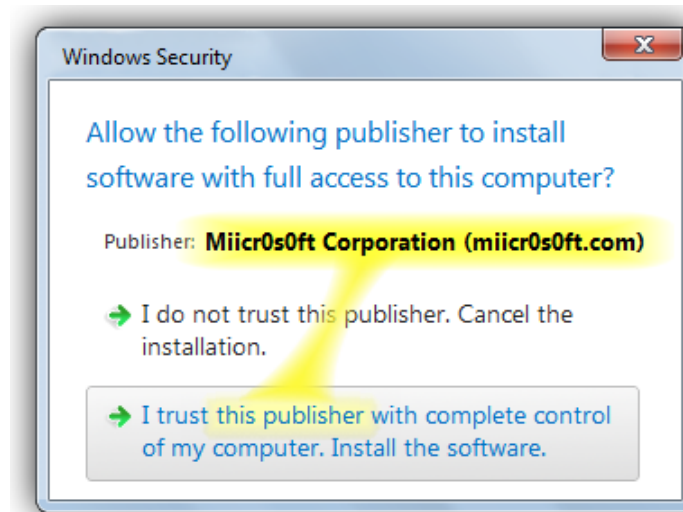 Windows Security
Allow the following publisher to install
software with full access to this computer?
Publisher: Miicr0s0ft Corporation (miicr0s0ft.com)
I do not trust this publisher. Cancel the
installation.
I trust this publisher with complete control
of my computer. Install the software.